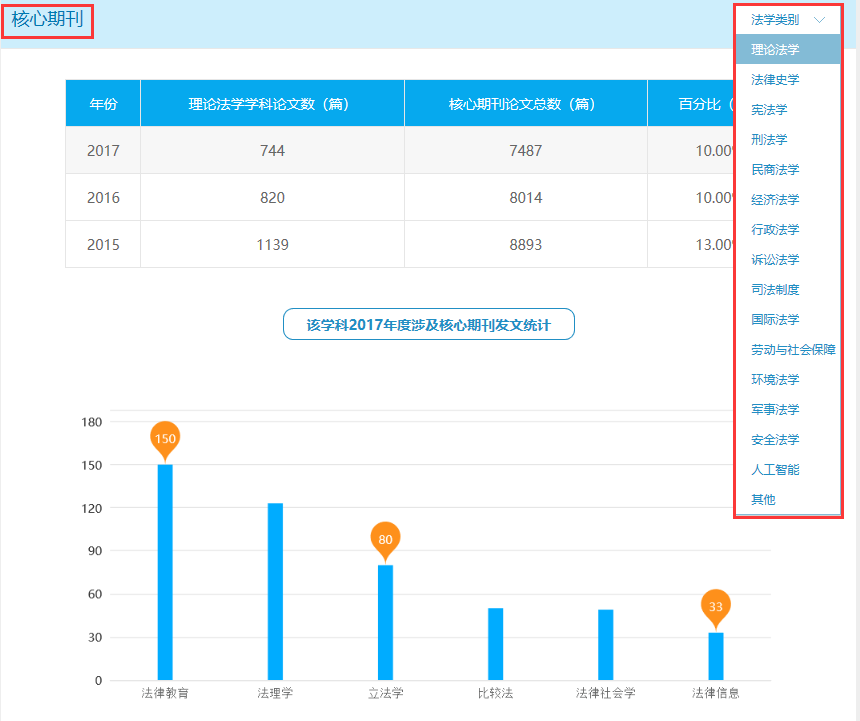 核心期刊
法学类别
理论法学
法律史学
宪法学
刑法学
民商法学
经济法学
行政法学
诉讼法学
司法制度
国际法学
劳动与社会保障
环境法学
军事法学
安全法学
人工智能
其他
年份 理论法学学科论文数（篇） 核心期刊论文总数（篇） 百分比（
2017 744 7487 10.00
2016 820 8014 10.00
2015 1139 8893 13.00
该学科2017年度涉及核心期刊发文统计
180
150
120
90
60
30
0
150
80
33
法律教育 法理学 立法学 比较法 法律社会学 法律信息